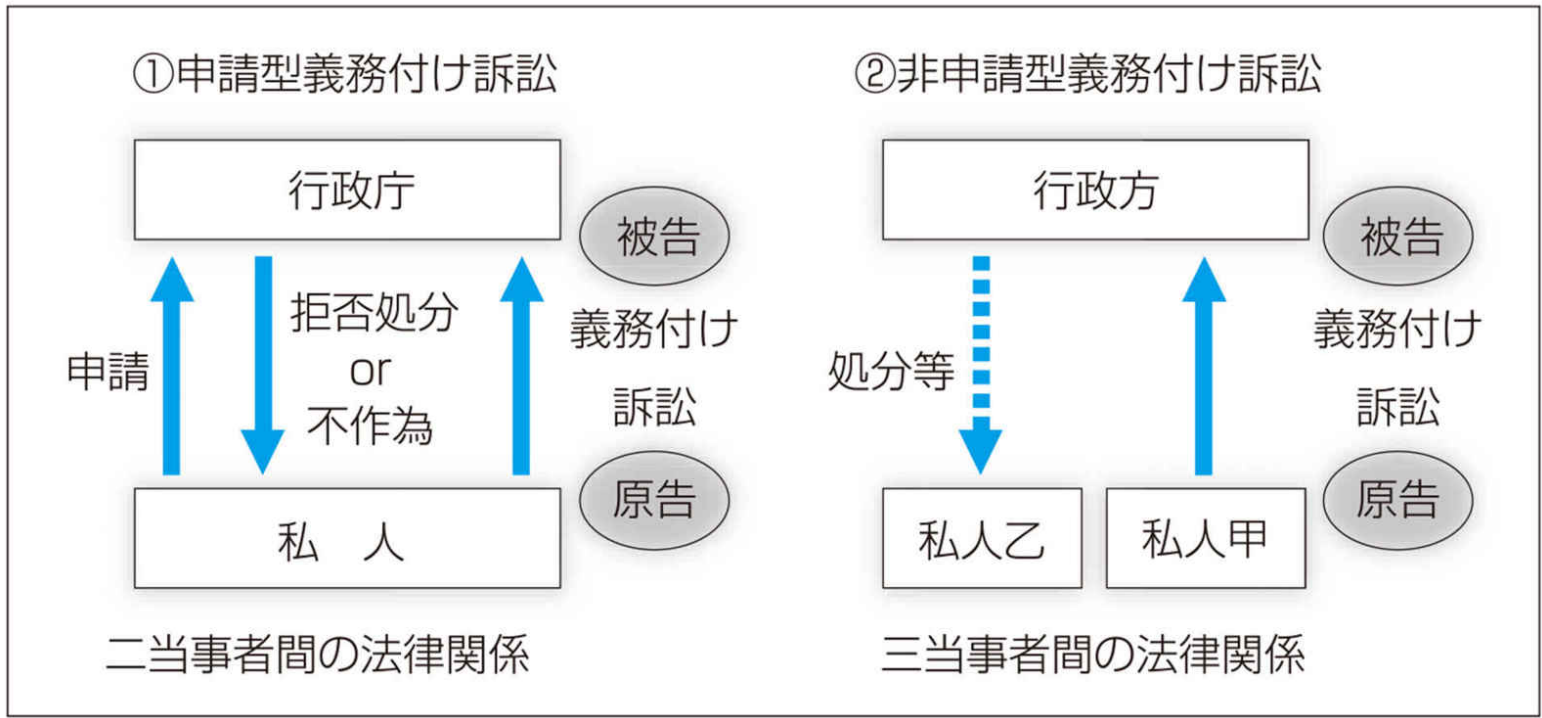 ①申請型義務付け訴訟
行政庁
被告
申請
拒否処分
or
不作為
義務付け
訴訟
私　人
原告
二当事者間の法律関係
②非申請型義務付け訴訟
行政方
被告
処分等
義務付け
訴訟
私人乙
私人甲
原告
三当事者間の法律関係